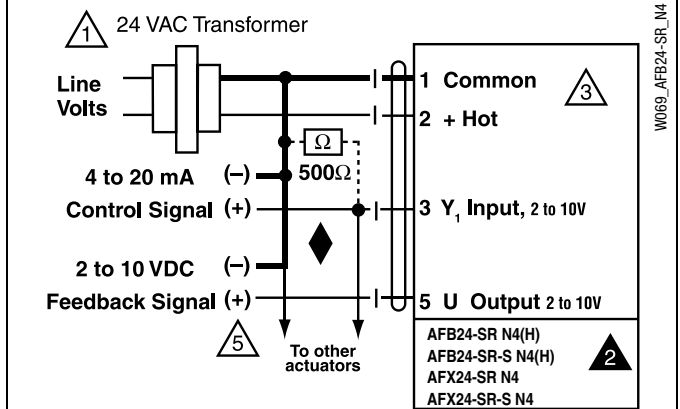 1 24 VAC Transformer
Line
Volts
1 Common
3
2 + Hot
Ω
500Ω
4 to 20 mA (–)
Control Signal (+)
3 Y1 Input, 2 to 10V
2 to 10 VDC (–)
Feedback Signal (+)
5 U Output 2 to 10V
5
To other
actuators
AFB24-SR N4(H)
AFB24-SR-S N4(H)
AFX24-SR N4
AFX24-SR-S N4
2
W069_AFB24-SR_N4